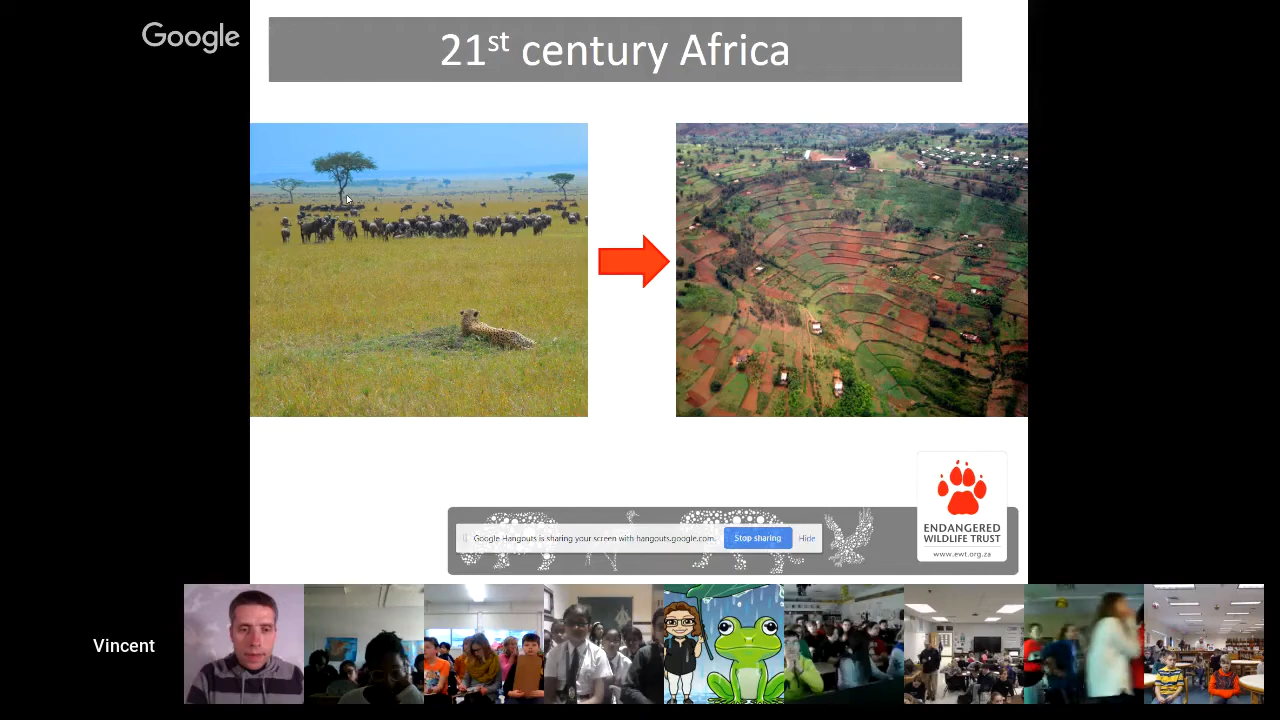 Google
21st century Africa
ENDANGERED
WILDLIFE TRUST
www.ewt.org.za
Google Hangouts is sharing your screen with hangouts.google.com.
Stop sharing
Hide
Vincent